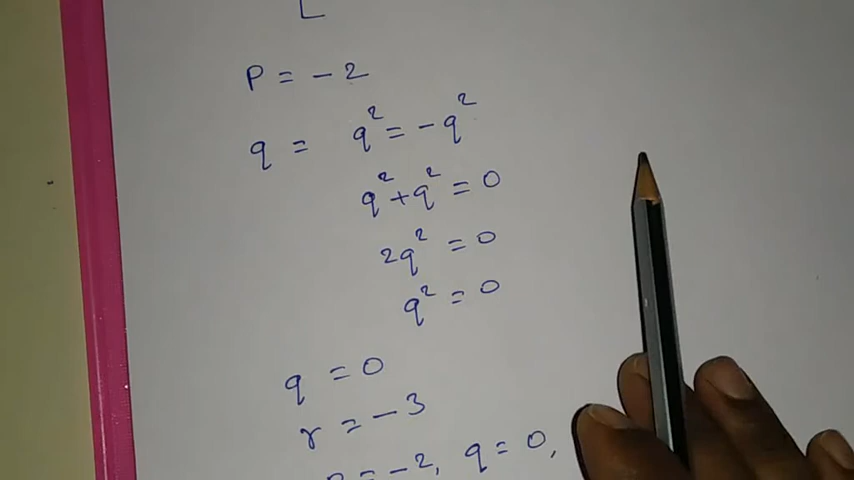 P = -2
q = q² = -q²
q² + q² = 0
2q² = 0
q² = 0
q = 0
r = -3
p = -2, q = 0,